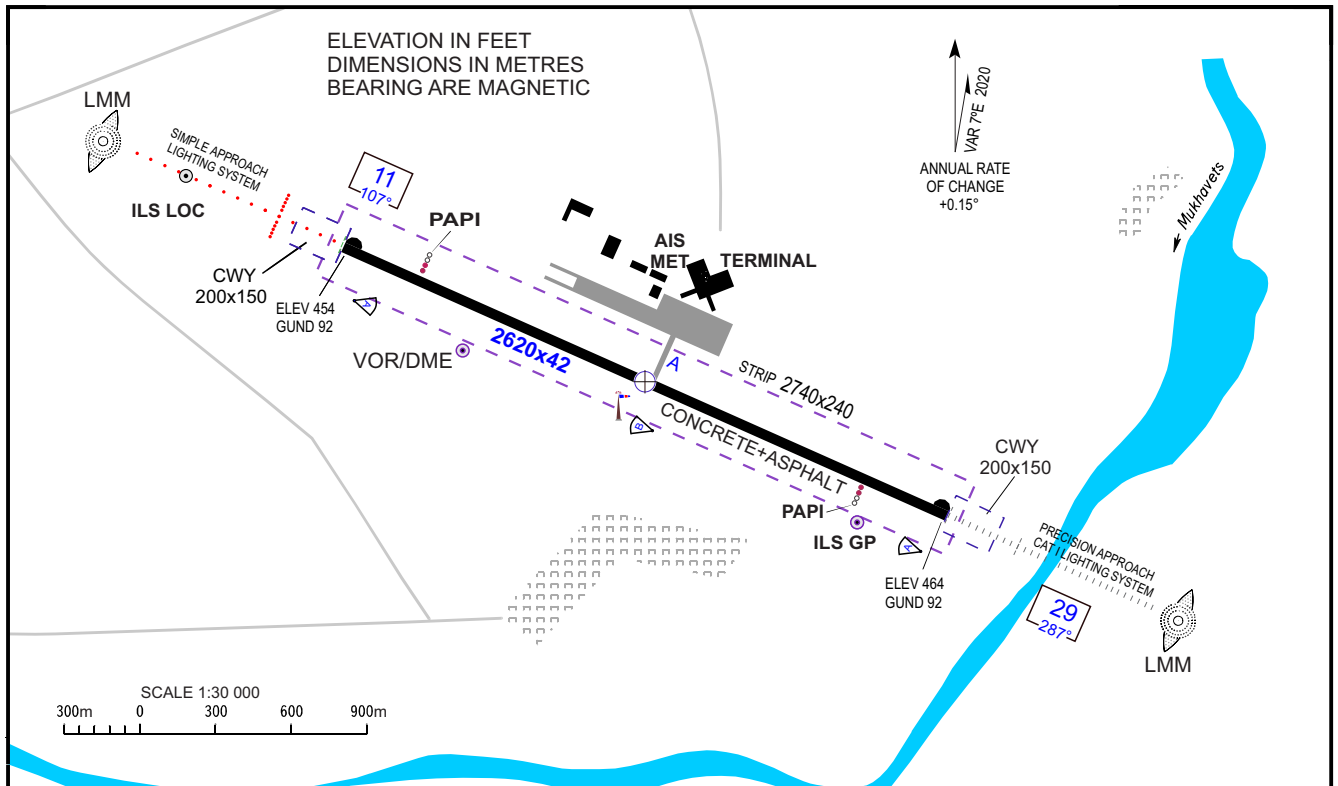 ELEVATION IN FEET
DIMENSIONS IN METRES
BEARING ARE MAGNETIC
VAR 7ºE 2020
ANNUAL RATE
OF CHANGE
+0.15°
LMM
SIMPLE APPROACH
LIGHTING SYSTEM
ILS LOC
11
107°
PAPI
CWY
200x150
ELEV 454
GUND 92
A
VOR/DME
2620x42
AIS
MET
TERMINAL
A
STRIP 2740x240
B
CONCRETE+ASPHALT
Mukhavets
CWY
200x150
PAPI
ILS GP
A
ELEV 464
GUND 92
PRECISION APPROACH
CAT I LIGHTING SYSTEM
29
287°
LMM
SCALE 1:30 000
300m 0 300 600 900m